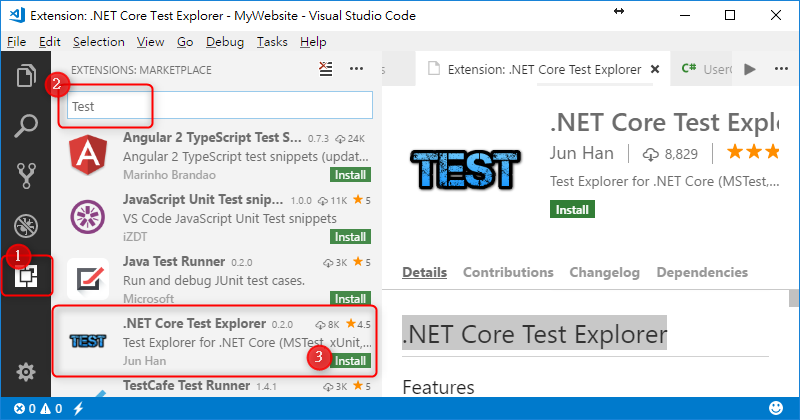 Extension: .NET Core Test Explorer - MyWebsite - Visual Studio Code
File Edit Selection View Go Debug Tasks Help
EXTENSIONS: MARKETPLACE
Extension: .NET Core Test Explorer
C#
2
Test
1
Angular 2 TypeScript Test S... 0.7.3 24K
Angular 2 TypeScript test snippets (updat...
Marinho Brandao Install
JavaScript Unit Test snip... 1.0.0 11K 5
VS Code JavaScript Unit Test snippets
iZDT Install
Java Test Runner 0.2.0 3K 5
Run and debug JUnit test cases.
Microsoft Install
TEST
.NET Core Test Explorer 0.2.0 8K 4.5
Test Explorer for .NET Core (MSTest, xUnit,...
Jun Han 3 Install
TestCafe Test Runner 1.4.1 3K 5
TEST
.NET Core Test Expl
Jun Han 8,829
Test Explorer for .NET Core (MSTest,...
Install
Details Contributions Changelog Dependencies
.NET Core Test Explorer
Features
0 0